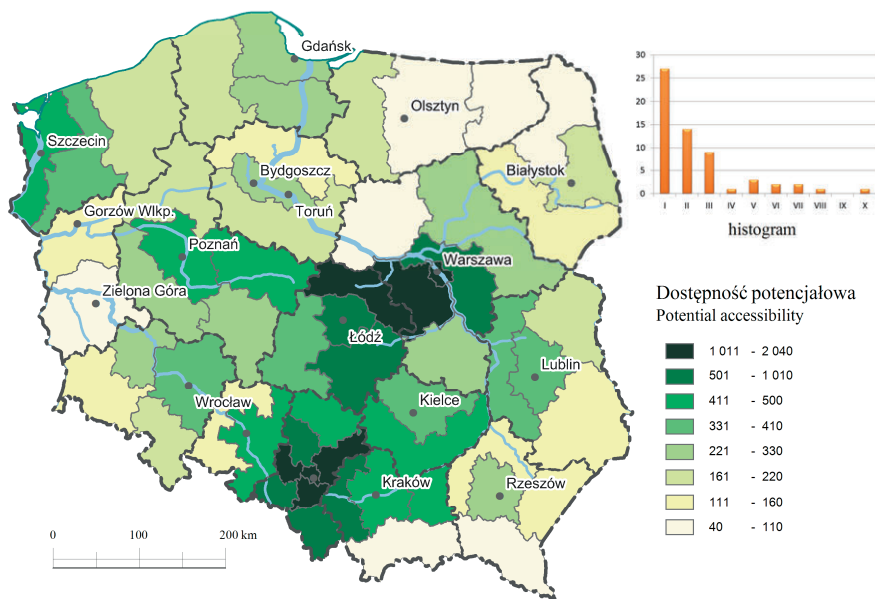 Gdańsk
Olsztyn
Szczecin
Białystok
Bydgoszcz
Toruń
Gorzów Wlkp.
Poznań
Warszawa
Zielona Góra
Łódź
Lublin
Wrocław
Kielce
Kraków
Rzeszów
0 100 200 km
30
25
20
15
10
5
0
I II III IV V VI VII VIII IX X
histogram
Dostępność potencjałowa
Potential accessibility
1 011 - 2 040
501 - 1 010
411 - 500
331 - 410
221 - 330
161 - 220
111 - 160
40 - 110